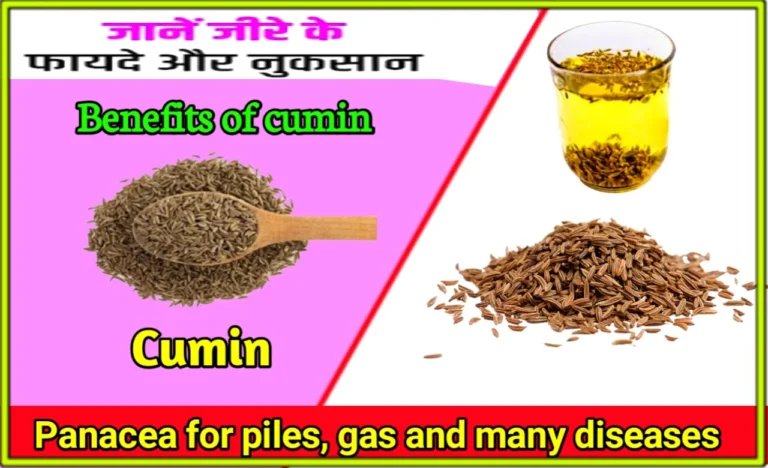 जानें जीरे के
फायदे और नुकसान
Benefits of cumin
Cumin
Panacea for piles, gas and many diseases